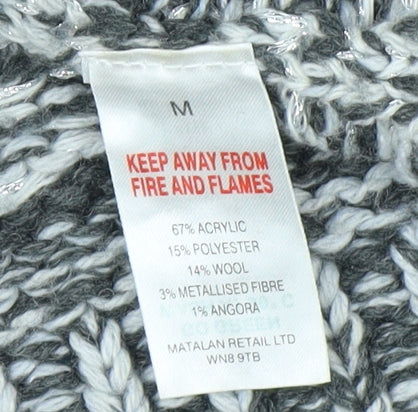 M
KEEP AWAY FROM
FIRE AND FLAMES
67% ACRYLIC
15% POLYESTER
14% WOOL
3% METALLISED FIBRE
1% ANGORA
MATALAN RETAIL LTD
WN8 9TB